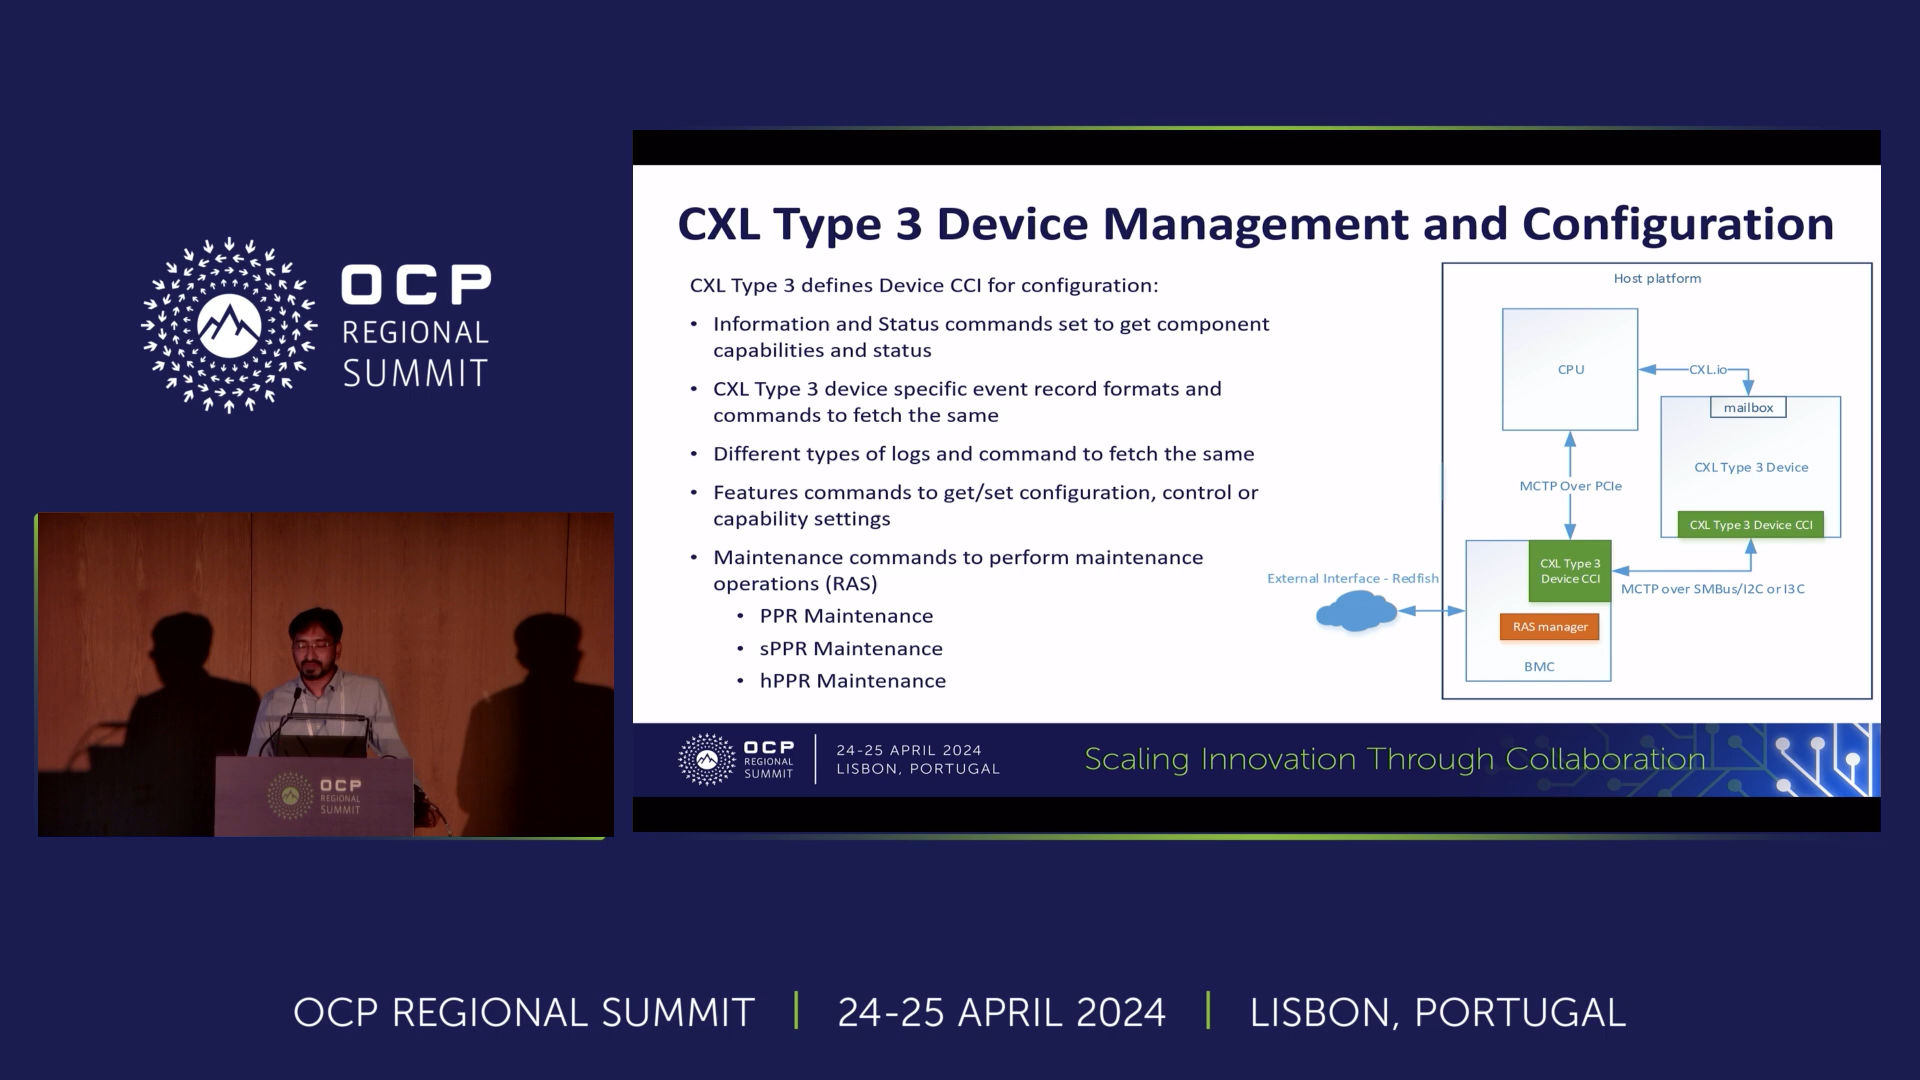 OCP
REGIONAL
SUMMIT
CXL Type 3 Device Management and Configuration
CXL Type 3 defines Device CCI for configuration:
• Information and Status commands set to get component
capabilities and status
• CXL Type 3 device specific event record formats and
commands to fetch the same
• Different types of logs and command to fetch the same
• Features commands to get/set configuration, control or
capability settings
• Maintenance commands to perform maintenance
operations (RAS)
• PPR Maintenance
• sPPR Maintenance
• hPPR Maintenance
Host platform
CPU
CXL.io
mailbox
CXL Type 3 Device
MCTP Over PCIe
CXL Type 3 Device CCI
CXL Type 3
Device CCI
External Interface - Redfish
MCTP over SMBus/I2C or I3C
RAS manager
BMC
OCP
REGIONAL
SUMMIT
24-25 APRIL 2024
LISBON, PORTUGAL
Scaling Innovation Through Collaboration
OCP
REGIONAL
SUMMIT
OCP REGIONAL SUMMIT | 24-25 APRIL 2024 | LISBON, PORTUGAL